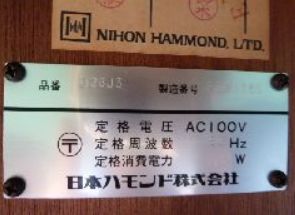 NIHON HAMMOND, LTD.
品番 J26J3
製造番号
〒 定格電圧 AC100V
定格周波数 Hz
定格消費電力 W
日本ハモンド株式会社